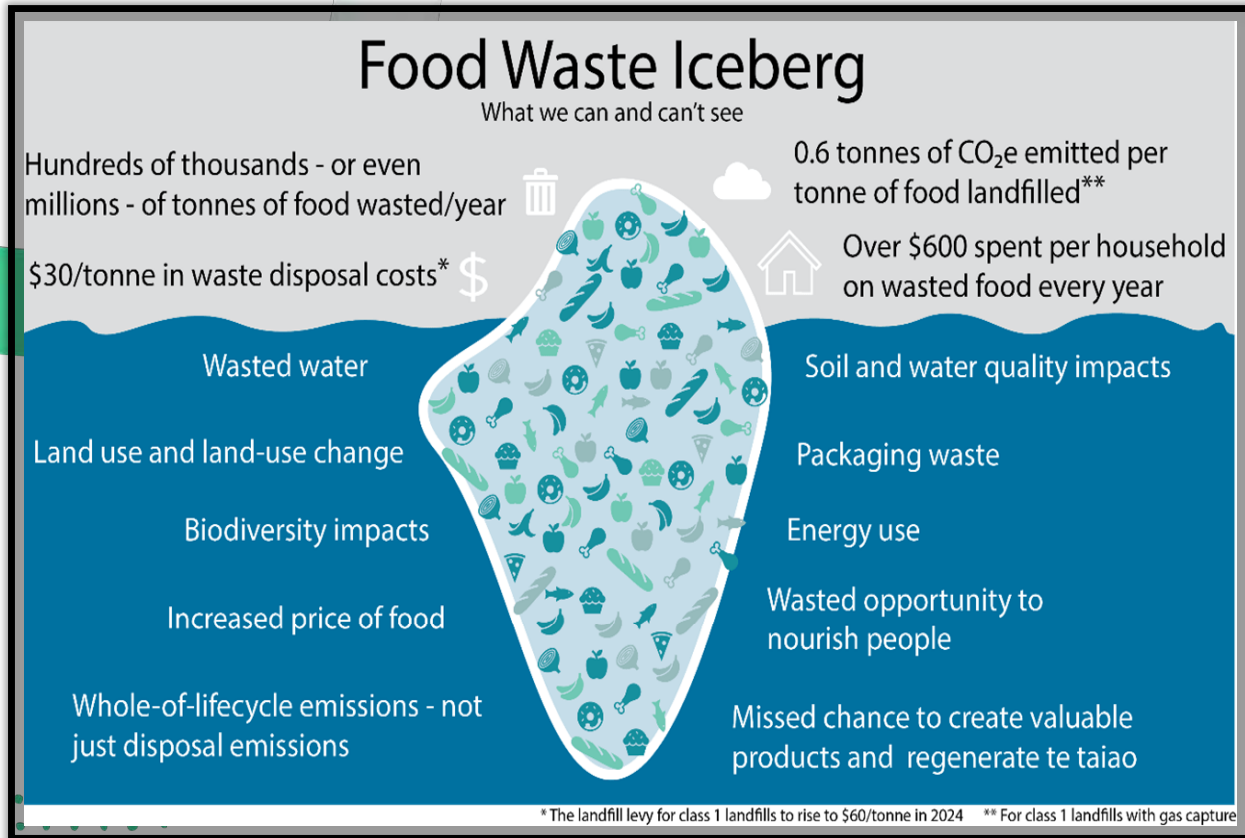 Food Waste Iceberg
What we can and can't see
Hundreds of thousands - or even
millions - of tonnes of food wasted/year
$30/tonne in waste disposal costs*
$
0.6 tonnes of CO₂e emitted per
tonne of food landfilled**
Over $600 spent per household
on wasted food every year
Wasted water
Land use and land-use change
Biodiversity impacts
Increased price of food
Whole-of-lifecycle emissions - not
just disposal emissions
Soil and water quality impacts
Packaging waste
Energy use
Wasted opportunity to
nourish people
Missed chance to create valuable
products and regenerate te taiao
* The landfill levy for class 1 landfills to rise to $60/tonne in 2024 ** For class 1 landfills with gas capture